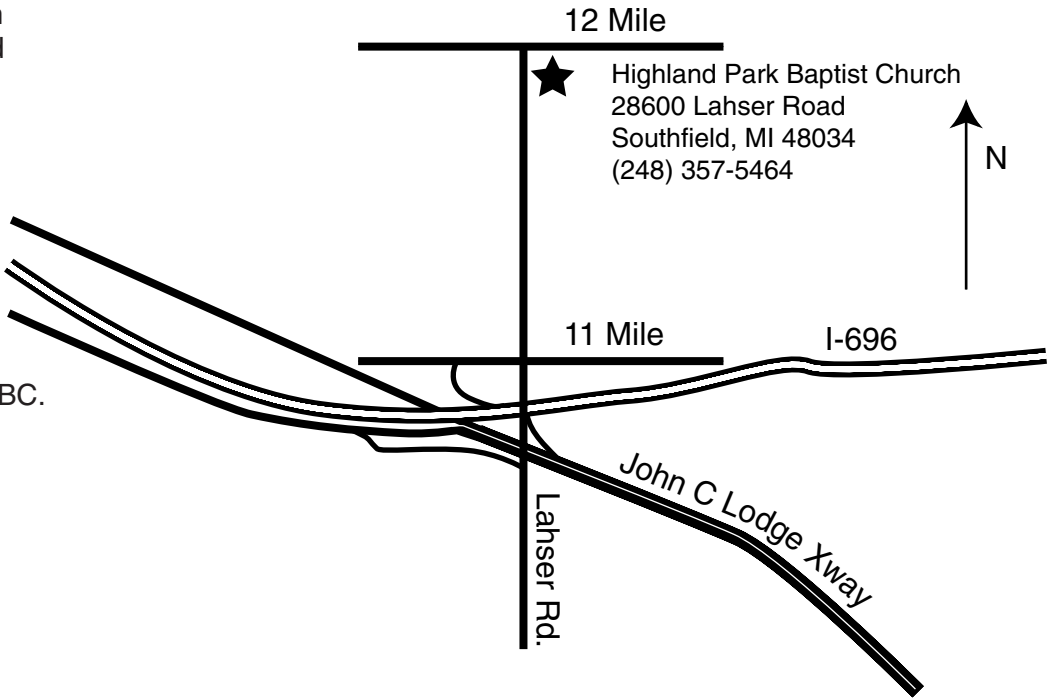 12 Mile
Highland Park Baptist Church
28600 Lahser Road
Southfield, MI 48034
(248) 357-5464
N
11 Mile
I-696
BC.
John C Lodge Xway
Lahser Rd.